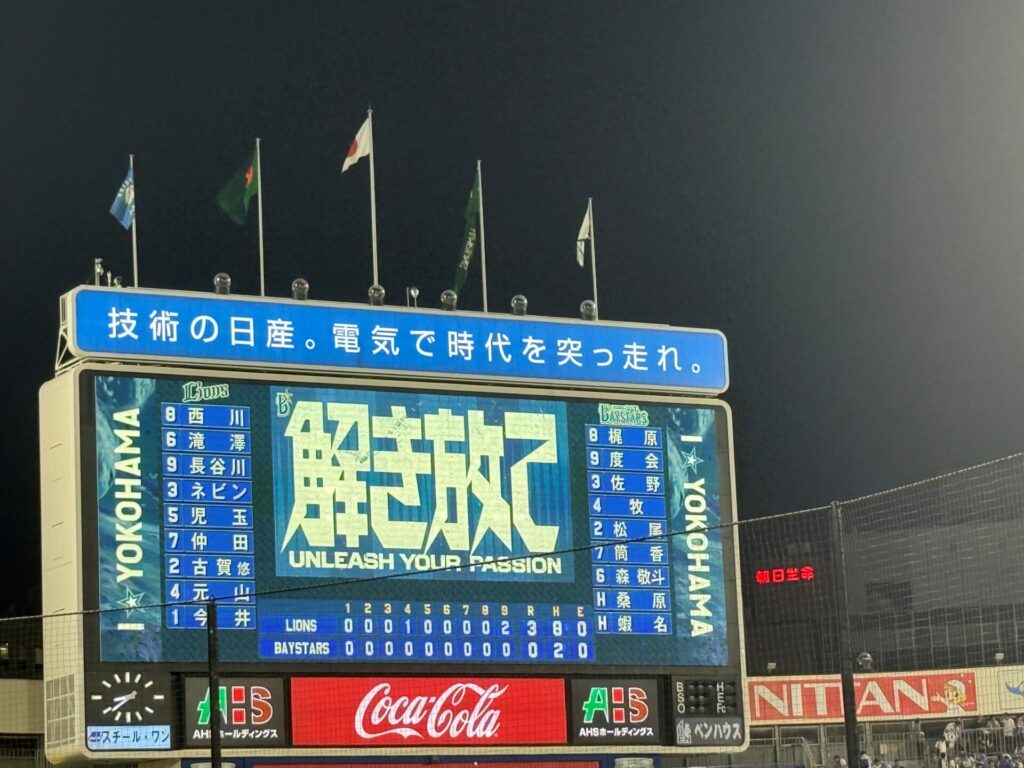 技術の日産。電気で時代を突っ走れ。
Lions
8 西川
6 滝澤
9 長谷川
3 ネビン
5 児玉
7 仲田
2 古賀悠
4 元山
1 今井
I ☆ YOKOHAMA
B
解き放て
UNLEASH YOUR PASSION
BAYSTARS
8 梶原
9 度会
3 佐野
4 牧
2 松尾
7 筒香
6 森敬斗
H 桑原
H 蝦名
I ☆ YOKOHAMA
1 2 3 4 5 6 7 8 9 R H E
LIONS 0 0 0 1 0 0 0 0 2 3 8 0
BAYSTARS 0 0 0 0 0 0 0 0 0 0 2 0
朝日生命
スチール・ワン
AHS
AHSホールディングス
Coca-Cola
AHS
AHSホールディングス
B H
S E
O Fc
ペンハウス
NITTAN